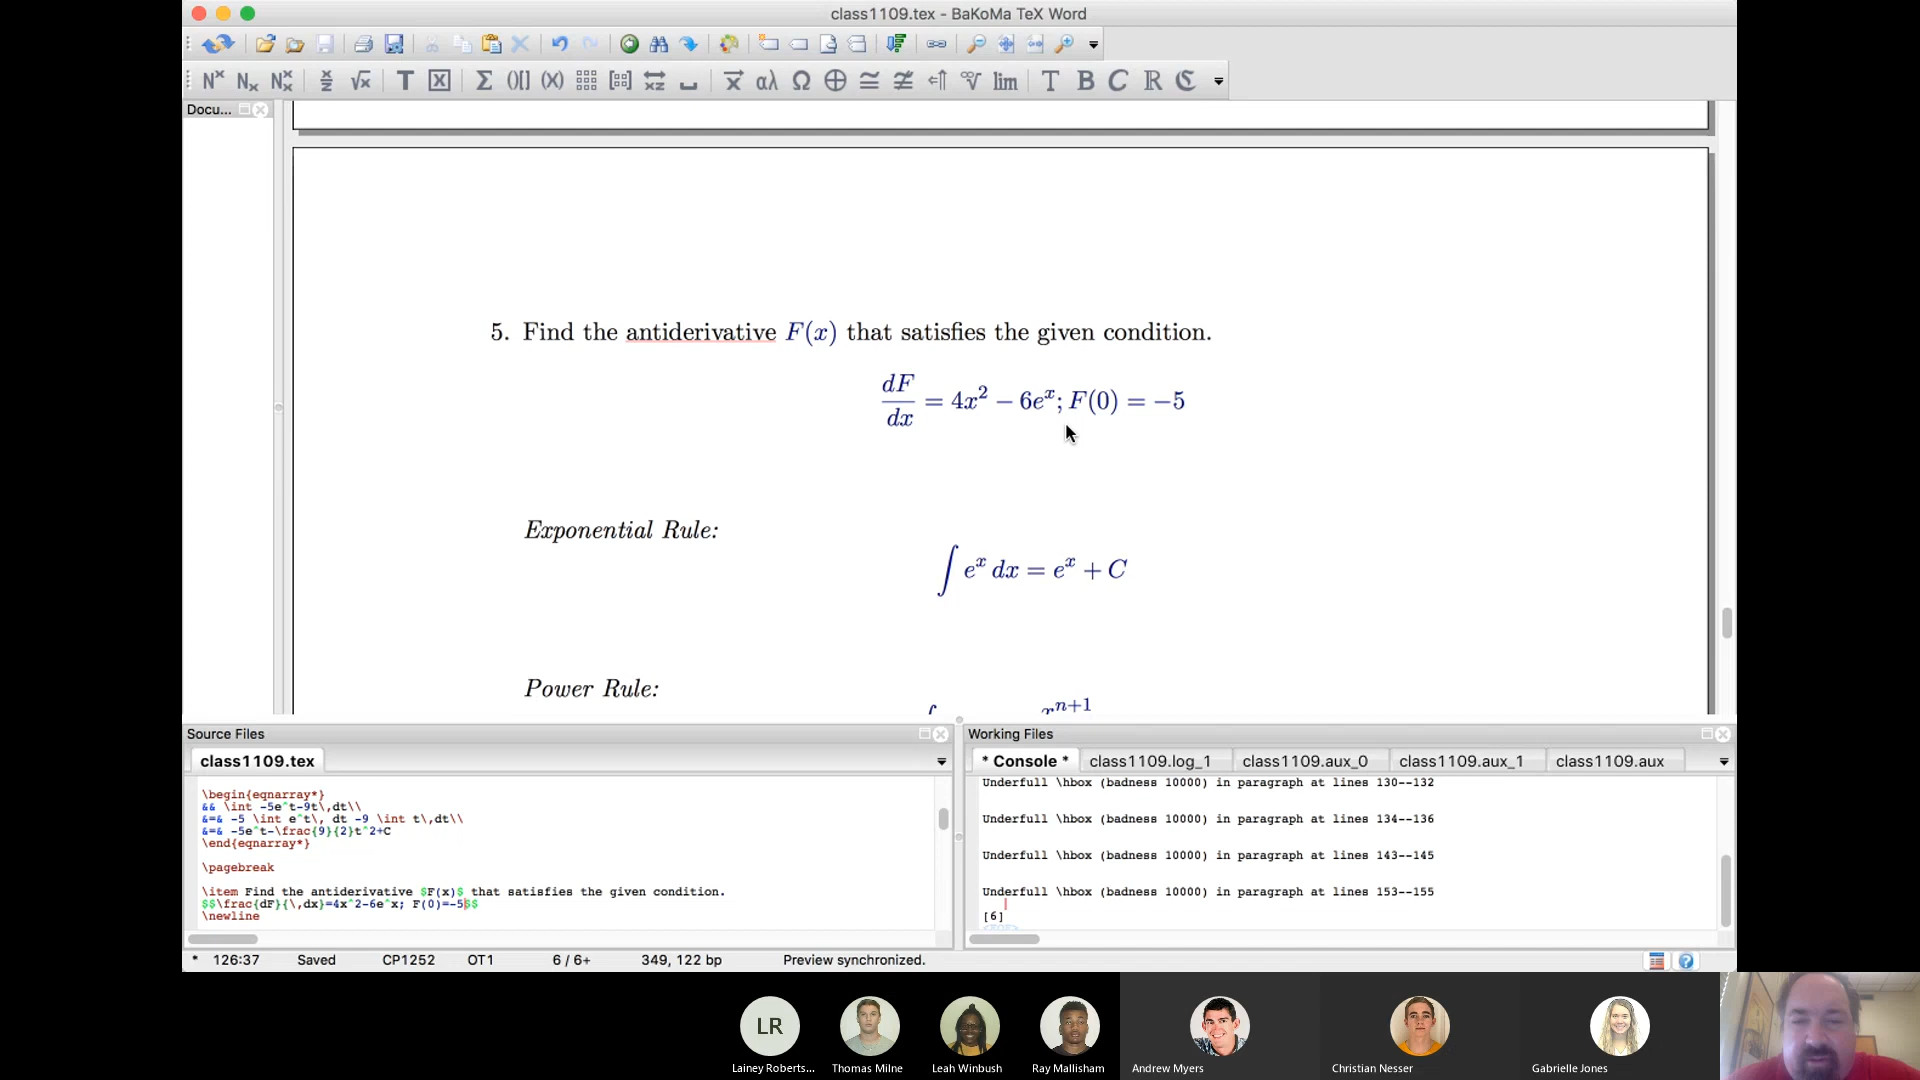 class1109.tex - BaKoMa TeX Word
Docu...
5. Find the antiderivative F(x) that satisfies the given condition.
dF/dx = 4x² − 6eˣ; F(0) = −5
Exponential Rule:
∫ eˣ dx = eˣ + C
Power Rule:
xⁿ⁺¹
Source Files
class1109.tex
\begin{eqnarray*}
&& \int -5e^t-9t\,dt\\
&=& -5 \int e^t\, dt -9 \int t\,dt\\
&=& -5e^t-\frac{9}{2}t^2+C
\end{eqnarray*}
\pagebreak
\item Find the antiderivative $F(x)$ that satisfies the given condition.
$$\frac{dF}{\,dx}=4x^2-6e^x; F(0)=-5$$
\newline
Working Files
* Console * class1109.log_1 class1109.aux_0 class1109.aux_1 class1109.aux
Underfull \hbox (badness 10000) in paragraph at lines 130--132
Underfull \hbox (badness 10000) in paragraph at lines 134--136
Underfull \hbox (badness 10000) in paragraph at lines 143--145
Underfull \hbox (badness 10000) in paragraph at lines 153--155
[6]
* 126:37 Saved CP1252 OT1 6 / 6+ 349, 122 bp Preview synchronized.
LR
Lainey Roberts... Thomas Milne Leah Winbush Ray Mallisham Andrew Myers Christian Nesser Gabrielle Jones